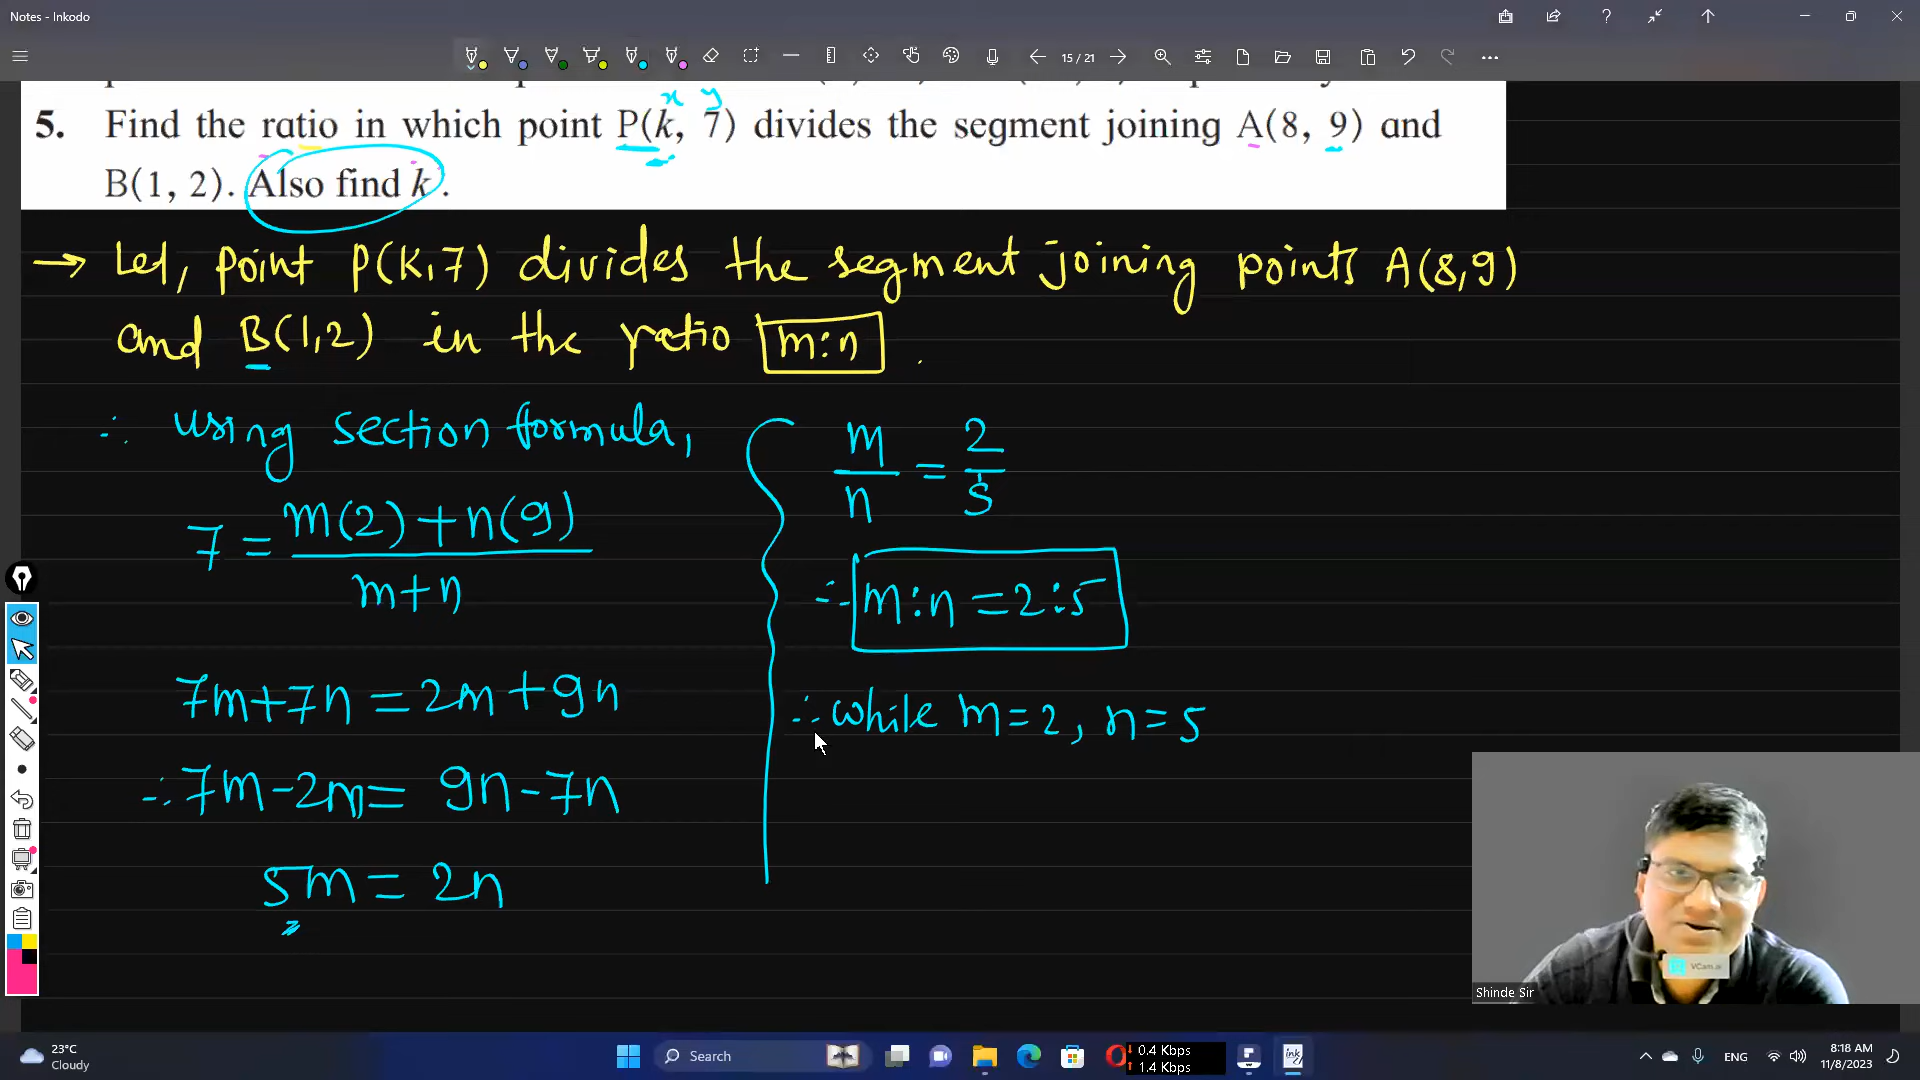 Notes - Inkodo
15 / 21
x y
5. Find the ratio in which point P(k, 7) divides the segment joining A(8, 9) and
B(1, 2). Also find k .
→ Let, point P(k,7) divides the segment joining points A(8,9)
and B(1,2) in the ratio m:n .
∴ using section formula,
7 = m(2)+n(9)
m+n
7m+7n = 2m+9n
∴ 7m-2m = 9n-7n
5m = 2n
m/n = 2/5
∴ m:n = 2:5
∴ while m=2, n=5
VCam.ai
Shinde Sir
23°C
Cloudy
Search
0.4 Kbps
1.4 Kbps
ink
ENG
8:18 AM
11/8/2023